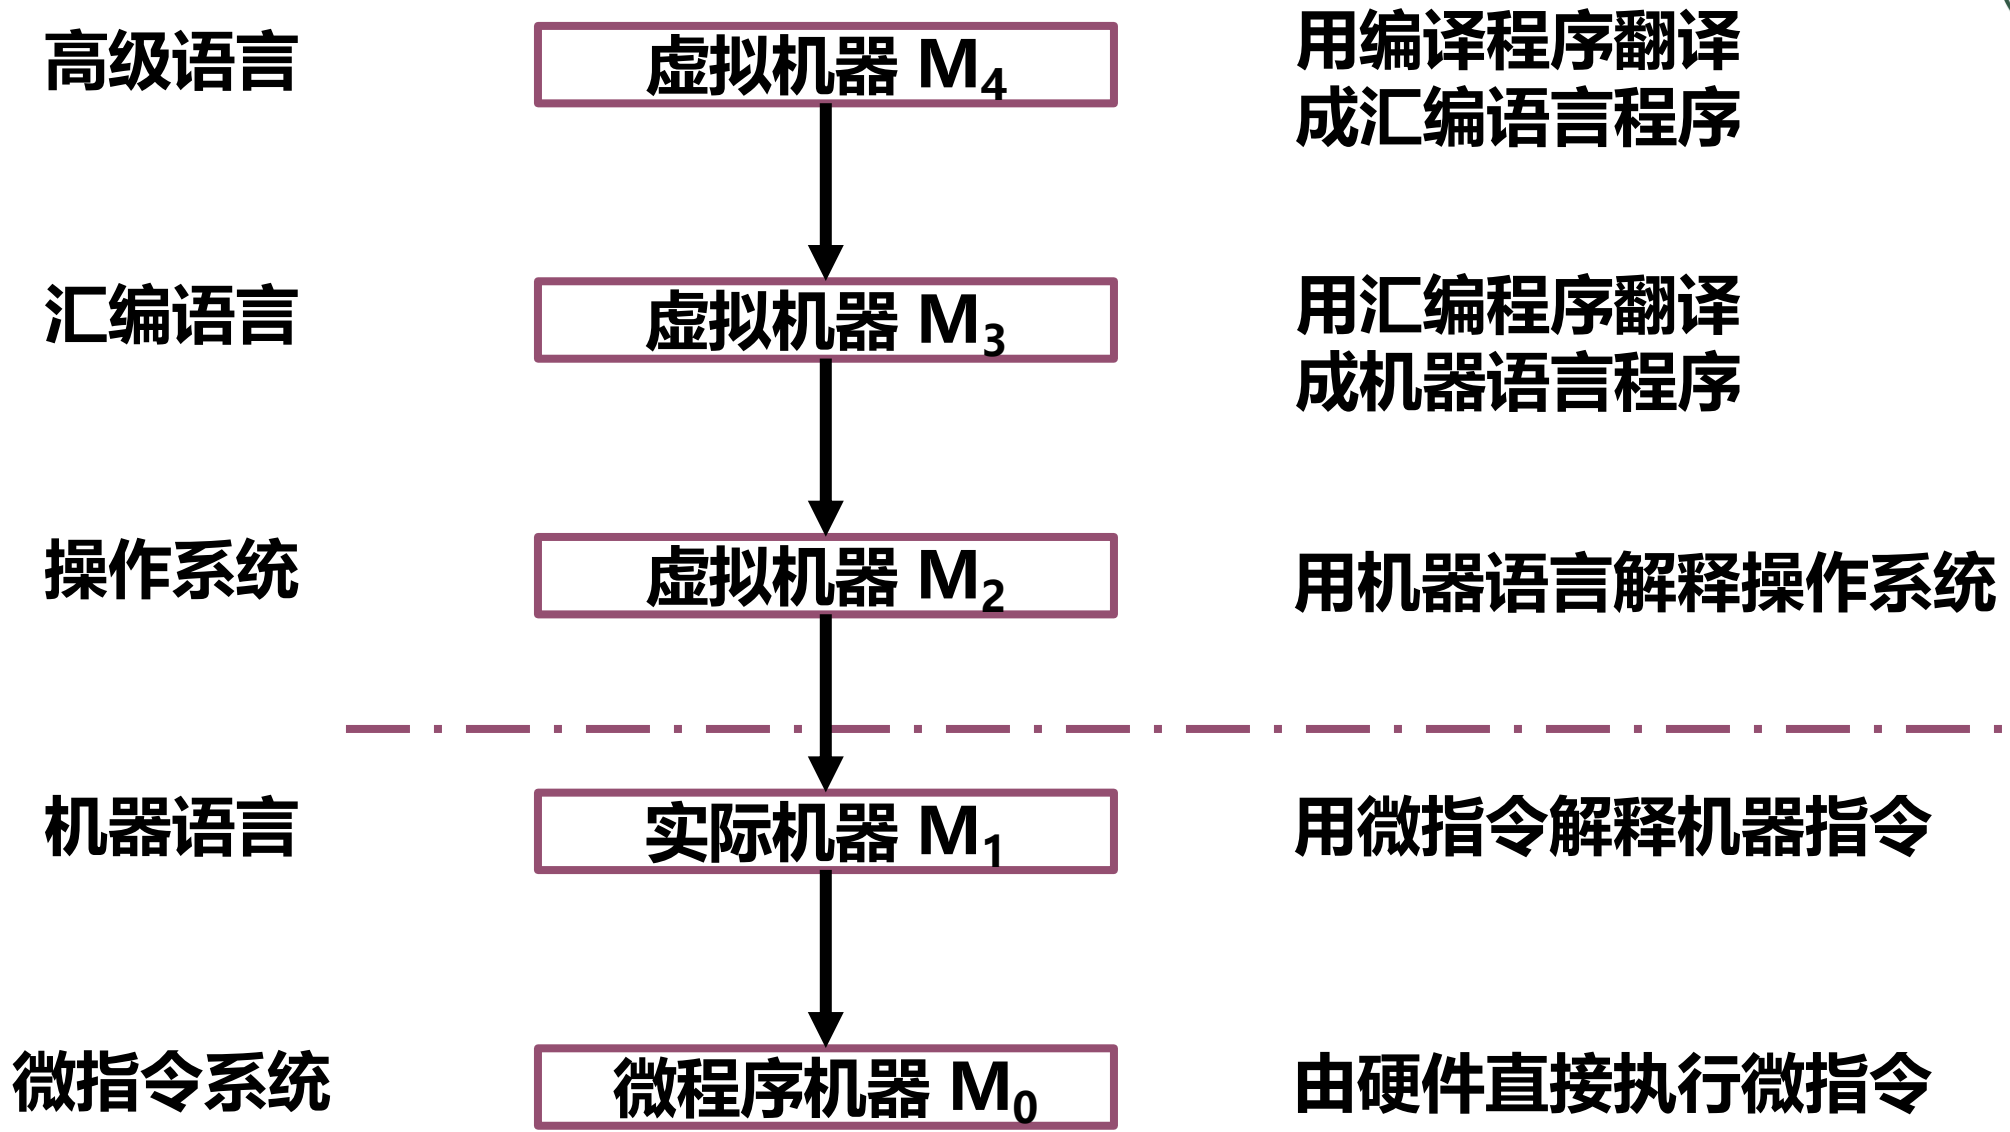 高级语言
虚拟机器 M₄
用编译程序翻译
成汇编语言程序
汇编语言
虚拟机器 M₃
用汇编程序翻译
成机器语言程序
操作系统
虚拟机器 M₂
用机器语言解释操作系统
机器语言
实际机器 M₁
用微指令解释机器指令
微指令系统
微程序机器 M₀
由硬件直接执行微指令